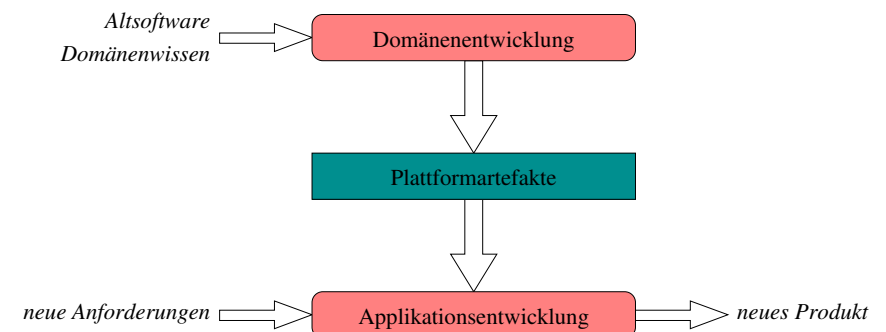 Altsoftware
Domänenwissen
Domänenentwicklung
Plattformartefakte
neue Anforderungen
Applikationsentwicklung
neues Produkt